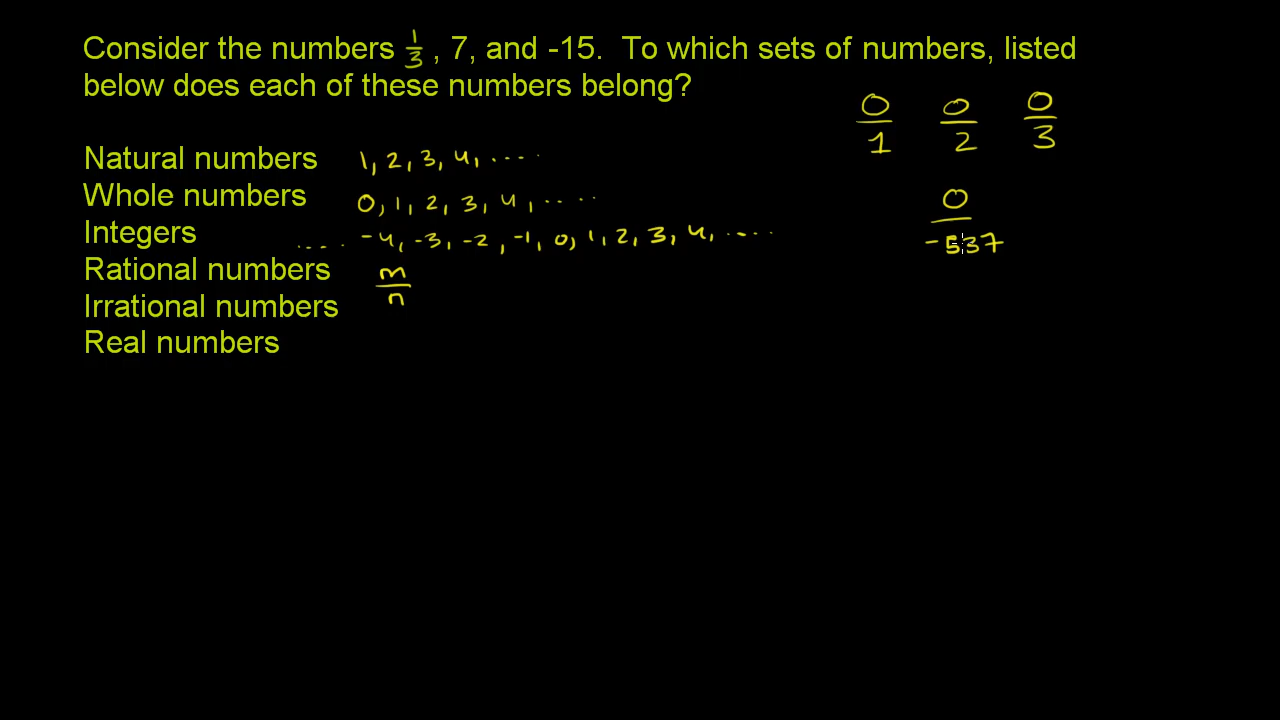 Consider the numbers 1/3 , 7, and -15. To which sets of numbers, listed
below does each of these numbers belong?
0/1 0/2 0/3
Natural numbers 1, 2, 3, 4, ....
Whole numbers 0, 1, 2, 3, 4, ....
0/-537
Integers .... -4, -3, -2, -1, 0, 1, 2, 3, 4, ....
Rational numbers m/n
Irrational numbers
Real numbers